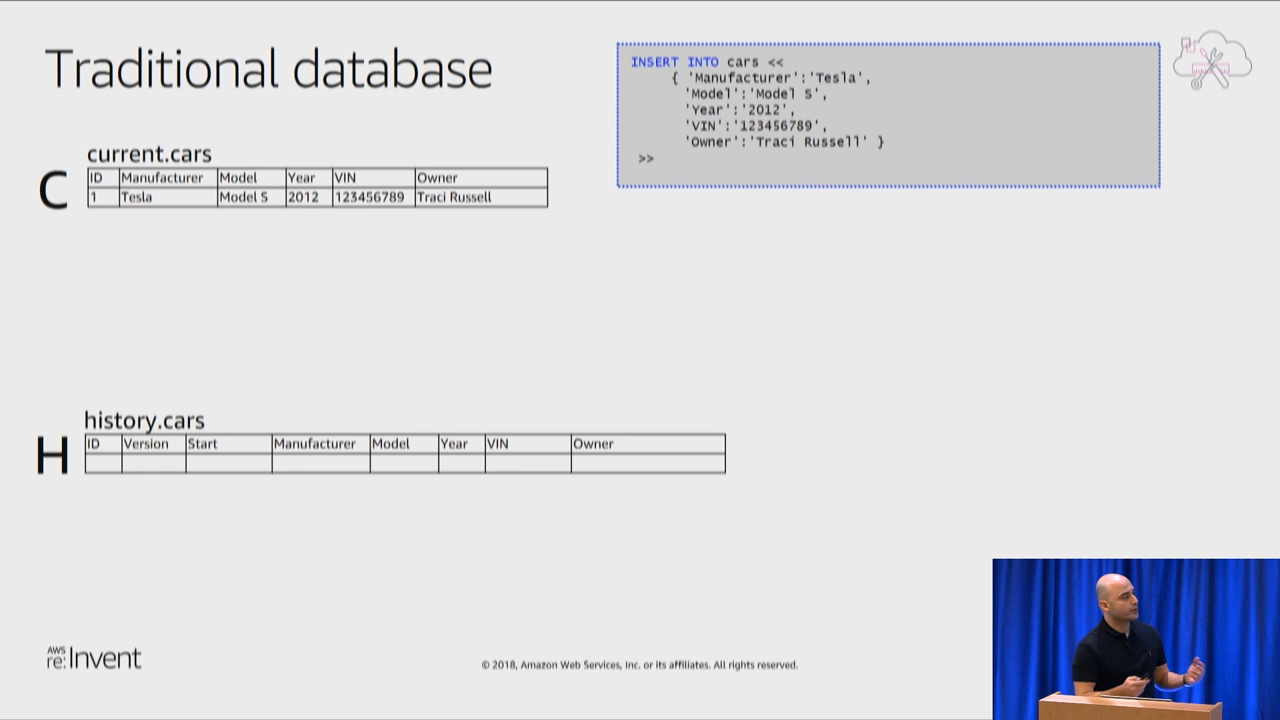 Traditional database
INSERT INTO cars <<
{ 'Manufacturer':'Tesla',
'Model':'Model S',
'Year':'2012',
'VIN':'123456789',
'Owner':'Traci Russell' }
>>
current.cars
C
ID Manufacturer Model Year VIN Owner
1 Tesla Model S 2012 123456789 Traci Russell
history.cars
H
ID Version Start Manufacturer Model Year VIN Owner
AWS
re:Invent
© 2018, Amazon Web Services, Inc. or its affiliates. All rights reserved.